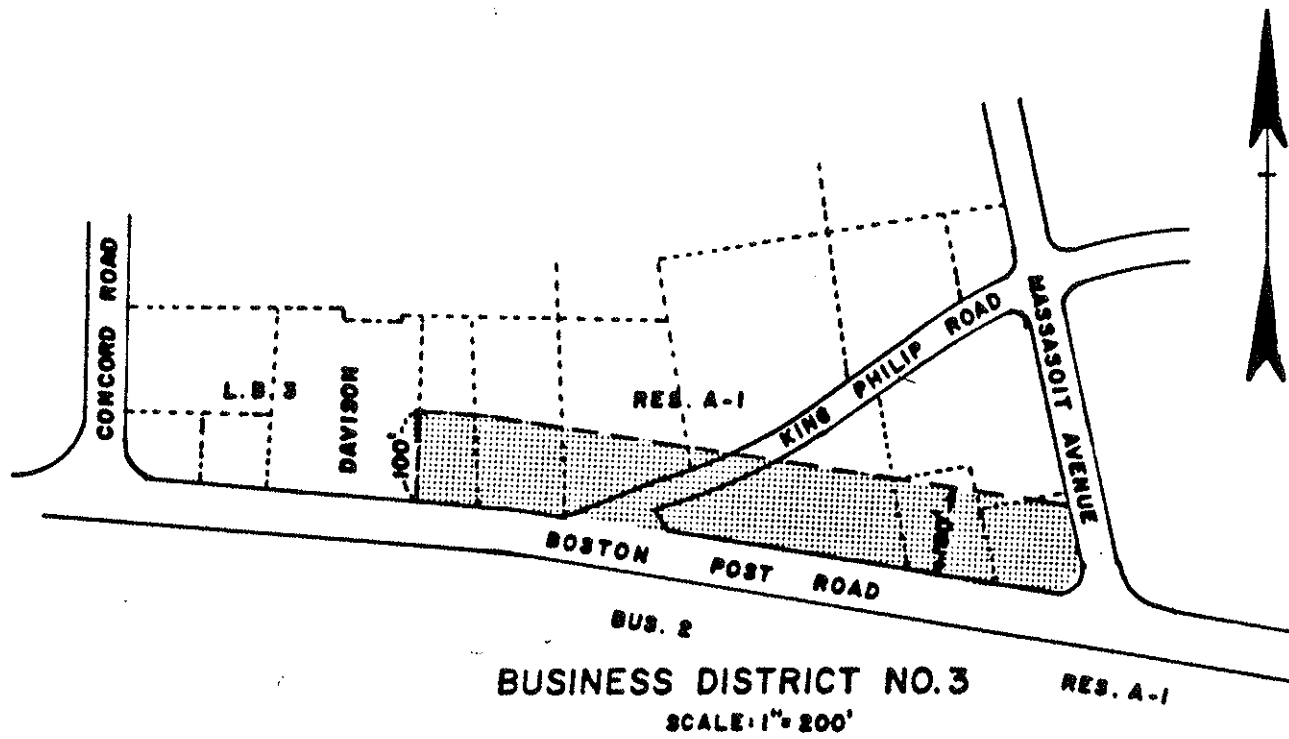 CONCORD ROAD
DAVISON
100'
RES. A-1
KING PHILIP ROAD
MASSASOIT AVENUE
BOSTON POST ROAD
BUS. 2
BUSINESS DISTRICT NO. 3
RES. A-1
SCALE: 1" = 200'